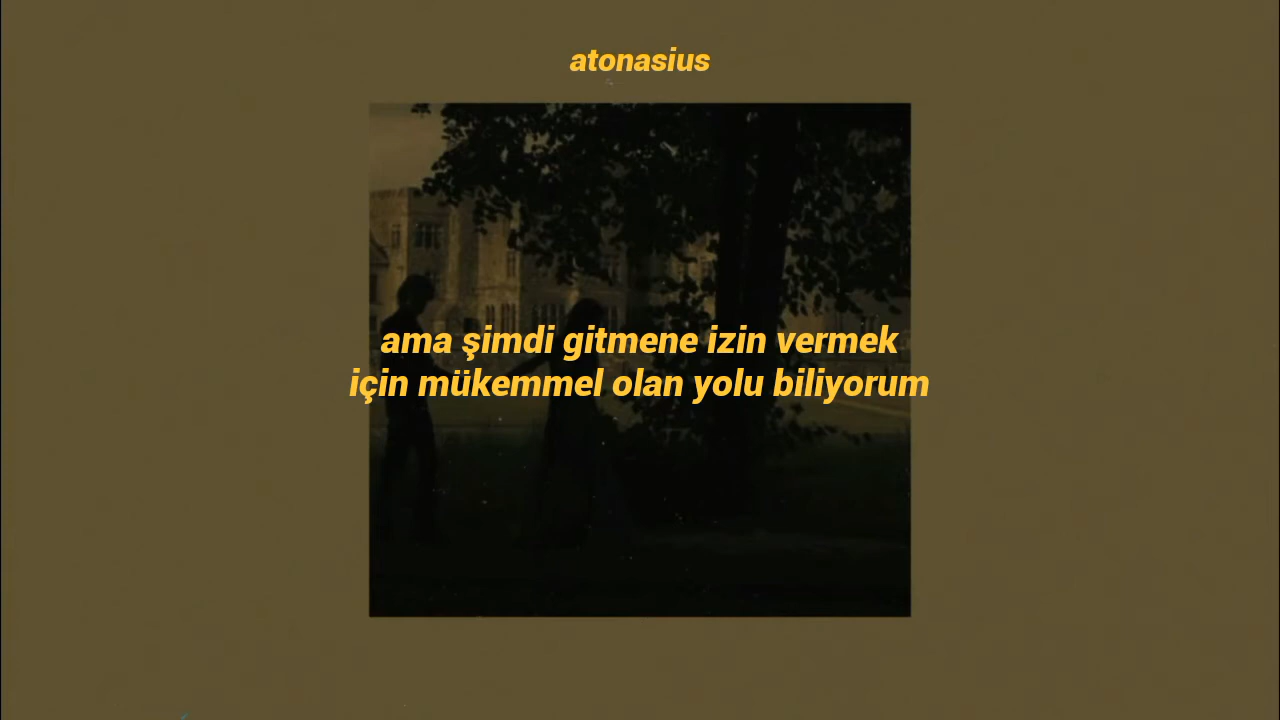 atonasius
ama şimdi gitmene izin vermek
için mükemmel olan yolu biliyorum